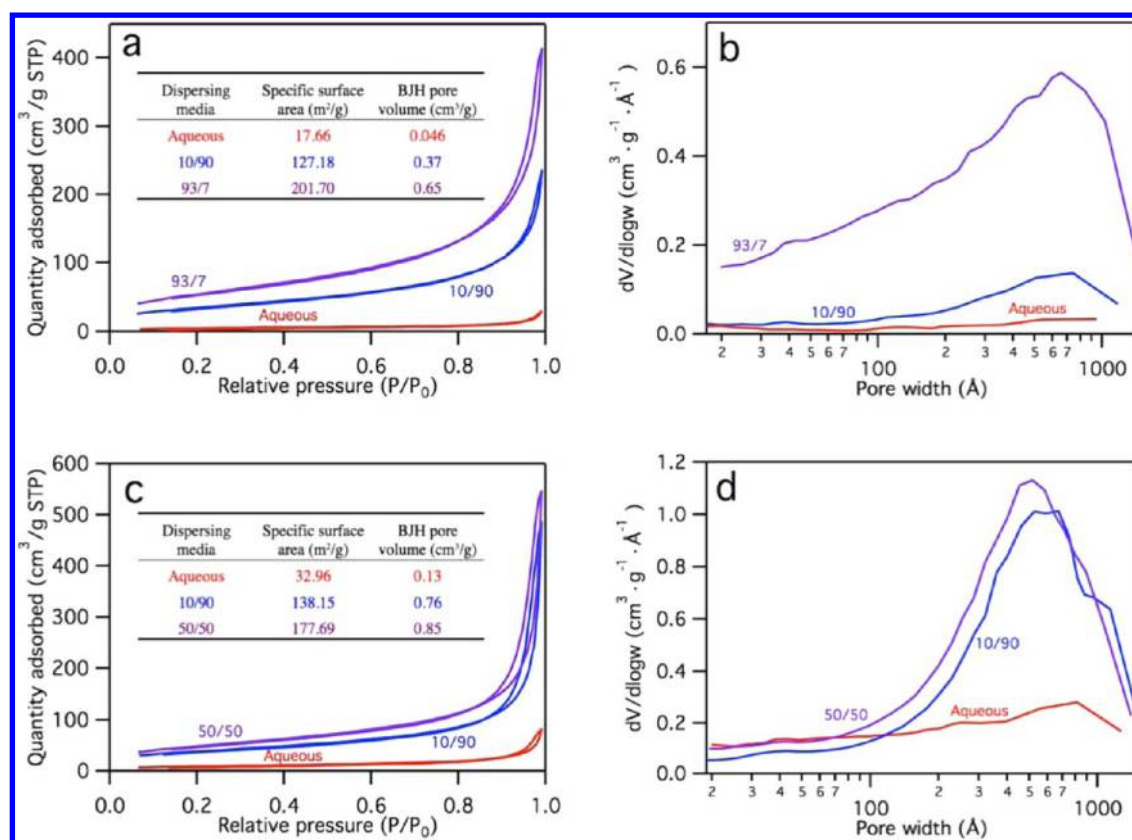 a
Quantity adsorbed (cm³/g STP)
400
300
200
100
0
Dispersing media Specific surface area (m²/g) BJH pore volume (cm³/g)
Aqueous 17.66 0.046
10/90 127.18 0.37
93/7 201.70 0.65
93/7
10/90
Aqueous
0.0 0.2 0.4 0.6 0.8 1.0
Relative pressure (P/P₀)
b
dV/dlogw (cm³ · g⁻¹ · Å⁻¹)
0.6
0.4
0.2
0.0
93/7
10/90
Aqueous
2 3 4 5 6 7 100 2 3 4 5 6 7 1000
Pore width (Å)
c
Quantity adsorbed (cm³/g STP)
600
500
400
300
200
100
0
Dispersing media Specific surface area (m²/g) BJH pore volume (cm³/g)
Aqueous 32.96 0.13
10/90 138.15 0.76
50/50 177.69 0.85
50/50
10/90
Aqueous
0.0 0.2 0.4 0.6 0.8 1.0
Relative pressure (P/P₀)
d
dV/dlogw (cm³ · g⁻¹ · Å⁻¹)
1.2
1.0
0.8
0.6
0.4
0.2
0.0
10/90
50/50
Aqueous
2 3 4 5 6 7 100 2 3 4 5 6 7 1000
Pore width (Å)